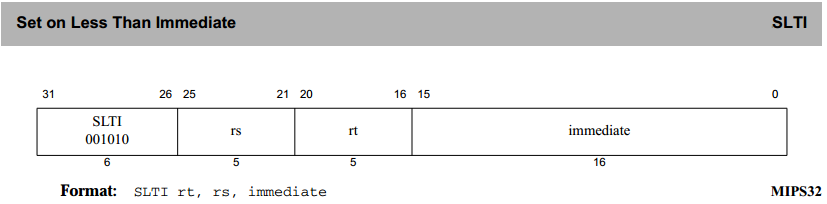 Set on Less Than Immediate SLTI
31 26 25 21 20 16 15 0
SLTI
001010
rs rt immediate
6 5 5 16
Format: SLTI rt, rs, immediate MIPS32